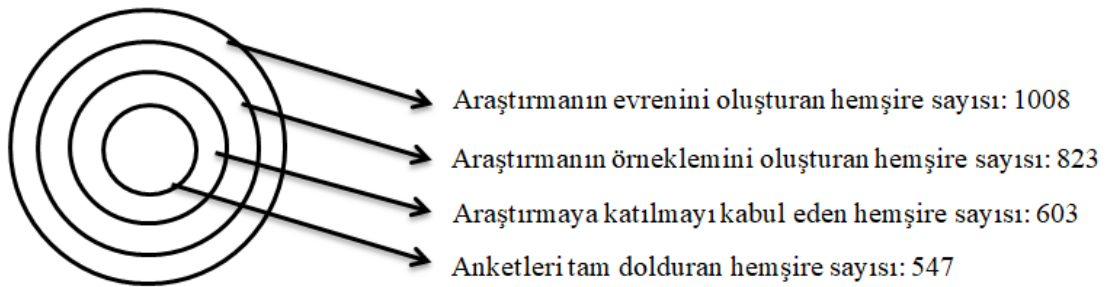 Araştırmanın evrenini oluşturan hemşire sayısı: 1008
Araştırmanın örneklemini oluşturan hemşire sayısı: 823
Araştırmaya katılmayı kabul eden hemşire sayısı: 603
Anketleri tam dolduran hemşire sayısı: 547